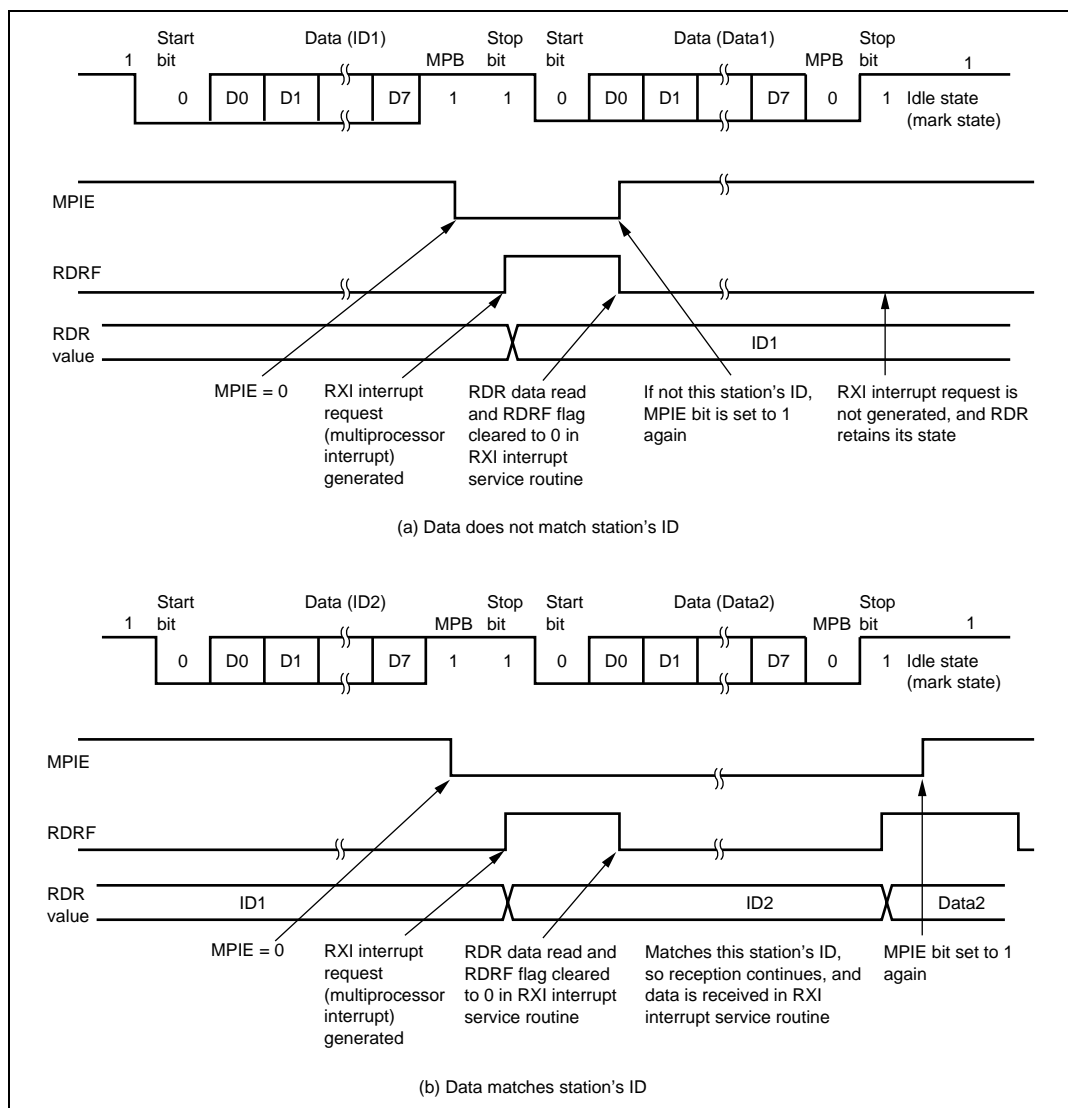 Start bit
Data (ID1)
MPB
Stop bit
Start bit
Data (Data1)
MPB
Stop bit
1
1
0
D0
D1
D7
1
1
0
D0
D1
D7
0
1
Idle state (mark state)
MPIE
RDRF
RDR value
ID1
MPIE = 0
RXI interrupt
request
(multiprocessor
interrupt)
generated
RDR data read
and RDRF flag
cleared to 0 in
RXI interrupt
service routine
If not this station's ID,
MPIE bit is set to 1
again
RXI interrupt request is
not generated, and RDR
retains its state
(a) Data does not match station's ID
Start bit
Data (ID2)
MPB
Stop bit
Start bit
Data (Data2)
MPB
Stop bit
1
1
0
D0
D1
D7
1
1
0
D0
D1
D7
0
1
Idle state (mark state)
MPIE
RDRF
RDR value
ID1
ID2
Data2
MPIE = 0
RXI interrupt
request
(multiprocessor
interrupt)
generated
RDR data read and
RDRF flag cleared
to 0 in RXI interrupt
service routine
Matches this station's ID,
so reception continues, and
data is received in RXI
interrupt service routine
MPIE bit set to 1
again
(b) Data matches station's ID